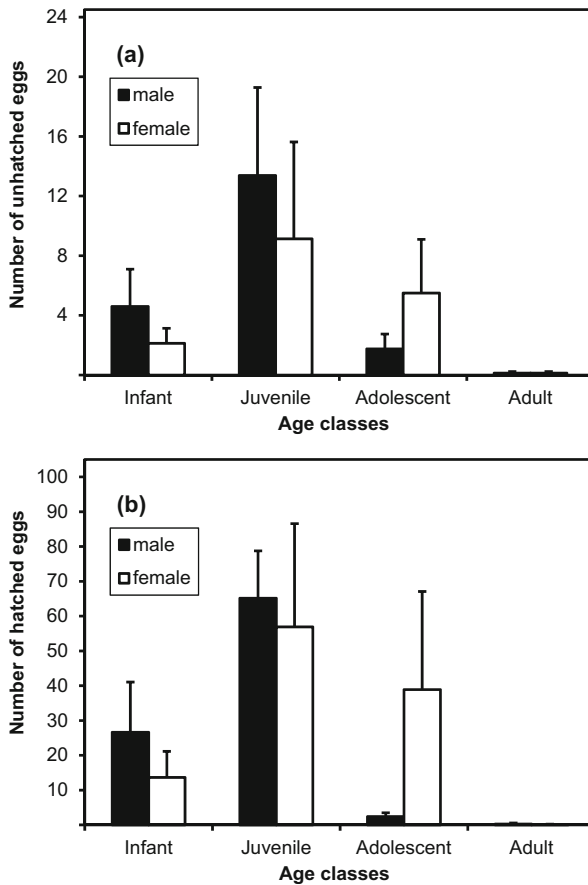 24
(a)
20
male
female
16
12
8
4
Number of unhatched eggs
Infant Juvenile Adolescent Adult
Age classes
100
(b)
90
80
male
70
female
60
50
40
30
20
10
Number of hatched eggs
Infant Juvenile Adolescent Adult
Age classes